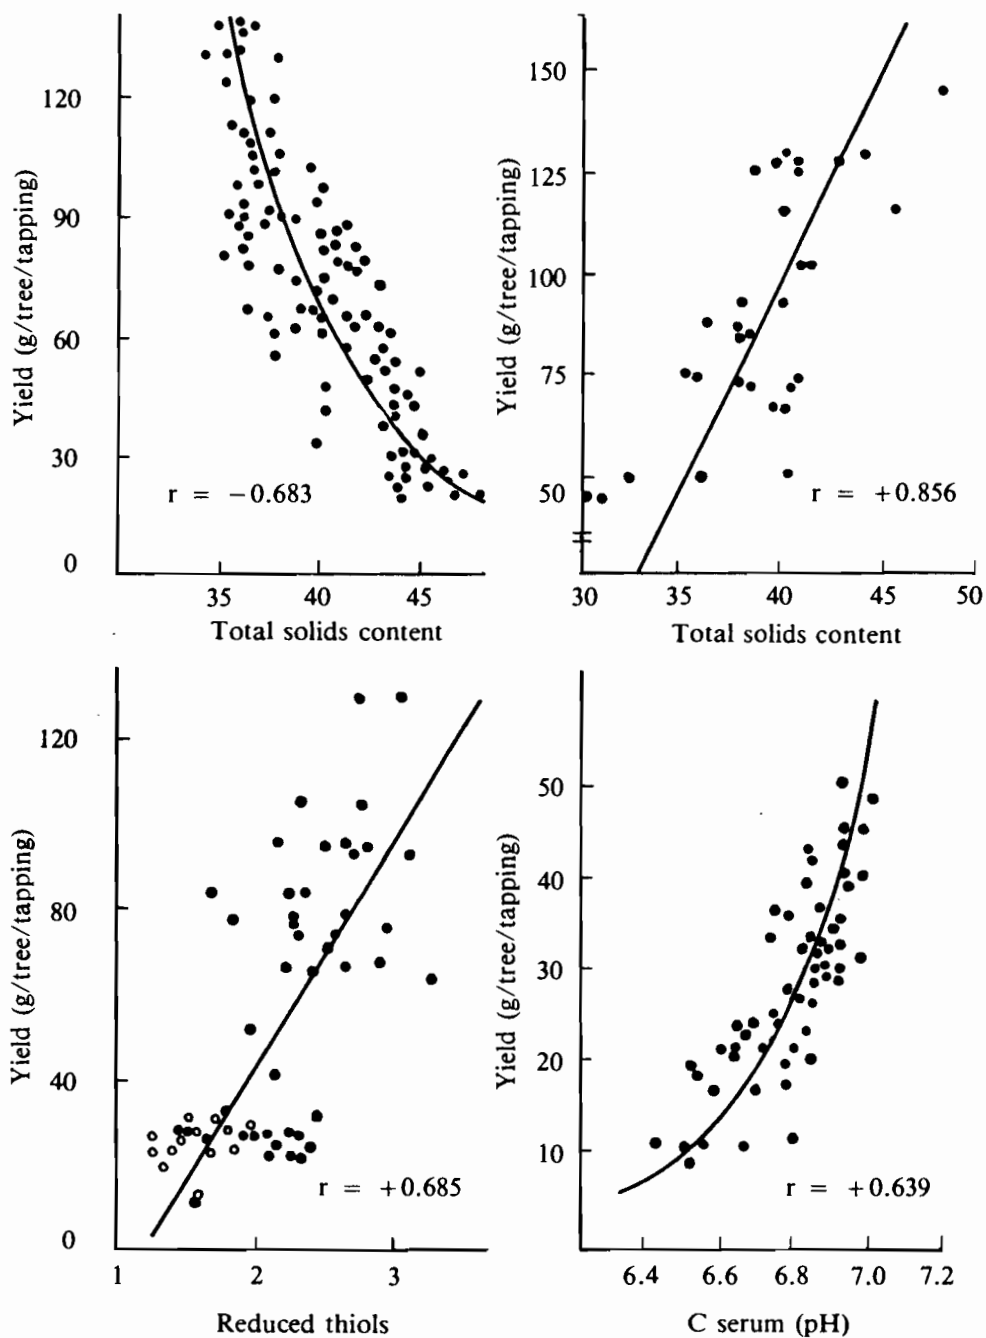 120
90
60
30
0
Yield (g/tree/tapping)
r = −0.683
35 40 45
Total solids content
150
125
100
75
50
Yield (g/tree/tapping)
r = +0.856
30 35 40 45 50
Total solids content
120
80
40
0
Yield (g/tree/tapping)
r = +0.685
1 2 3
Reduced thiols
50
40
30
20
10
Yield (g/tree/tapping)
r = +0.639
6.4 6.6 6.8 7.0 7.2
C serum (pH)